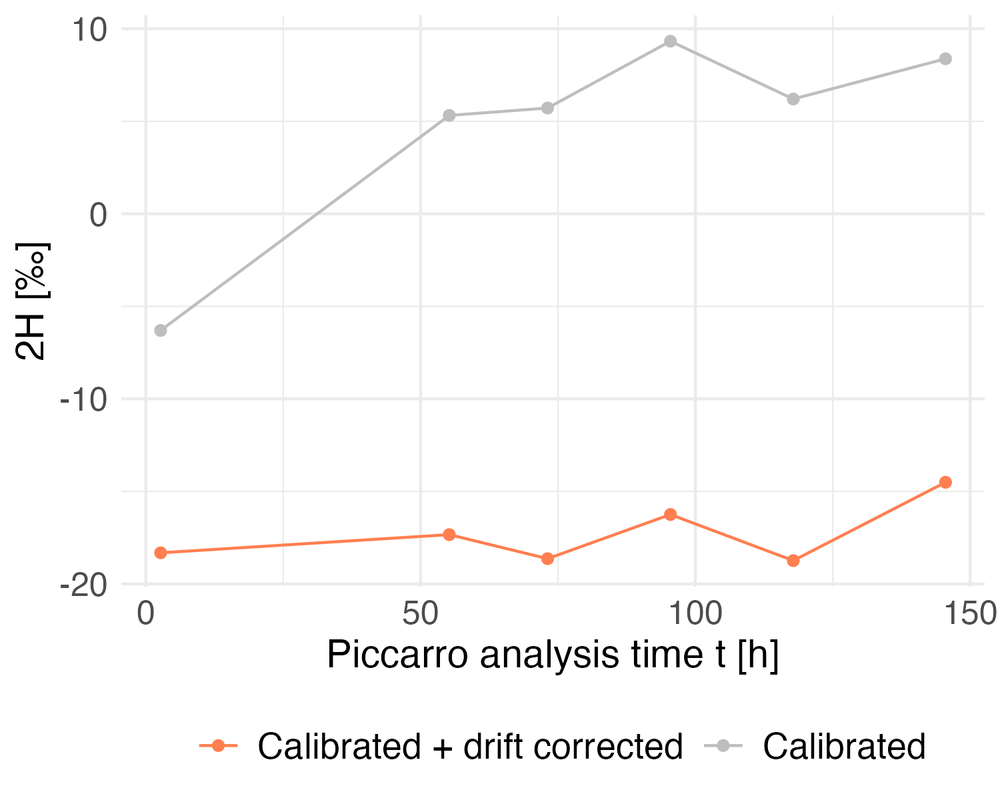 10
0
-10
-20
2H [‰]
0 50 100 150
Piccarro analysis time t [h]
Calibrated + drift corrected Calibrated